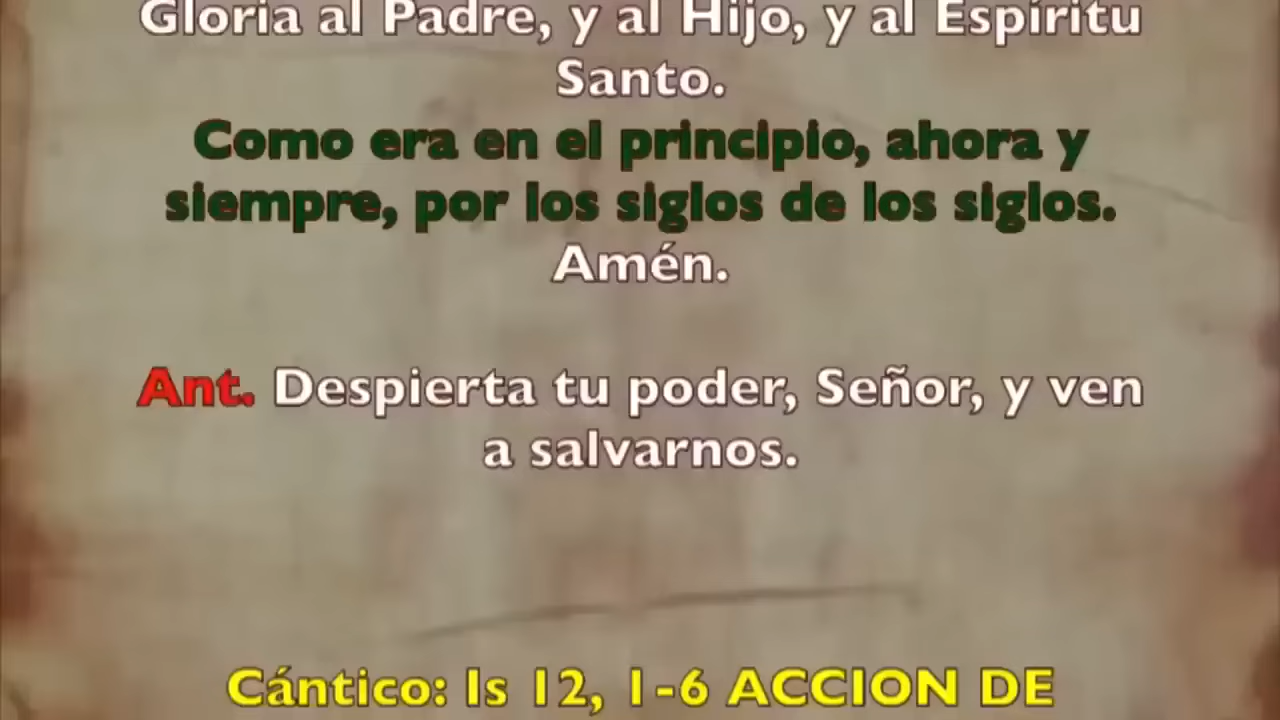 Gloria al Padre, y al Hijo, y al Espíritu
Santo.
Como era en el principio, ahora y
siempre, por los siglos de los siglos.
Amén.
Ant. Despierta tu poder, Señor, y ven
a salvarnos.
Cántico: Is 12, 1-6 ACCION DE